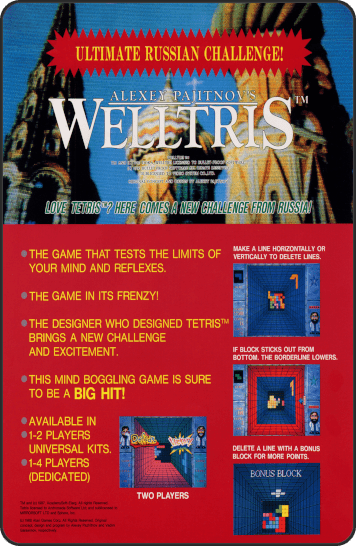 ULTIMATE RUSSIAN CHALLENGE!
ALEXEY PAJITNOV'S
WELLTRIS™
LOVE TETRIS™? HERE COMES A NEW CHALLENGE FROM RUSSIA!
THE GAME THAT TESTS THE LIMITS OF
YOUR MIND AND REFLEXES.
THE GAME IN ITS FRENZY!
THE DESIGNER WHO DESIGNED TETRIS™
BRINGS A NEW CHALLENGE
AND EXCITEMENT.
THIS MIND BOGGLING GAME IS SURE
TO BE A BIG HIT!
AVAILABLE IN
1-2 PLAYERS
UNIVERSAL KITS.
1-4 PLAYERS
(DEDICATED)
TWO PLAYERS
MAKE A LINE HORIZONTALLY OR
VERTICALLY TO DELETE LINES.
IF BLOCK STICKS OUT FROM
BOTTOM. THE BORDERLINE LOWERS.
DELETE A LINE WITH A BONUS
BLOCK FOR MORE POINTS.
BONUS BLOCK